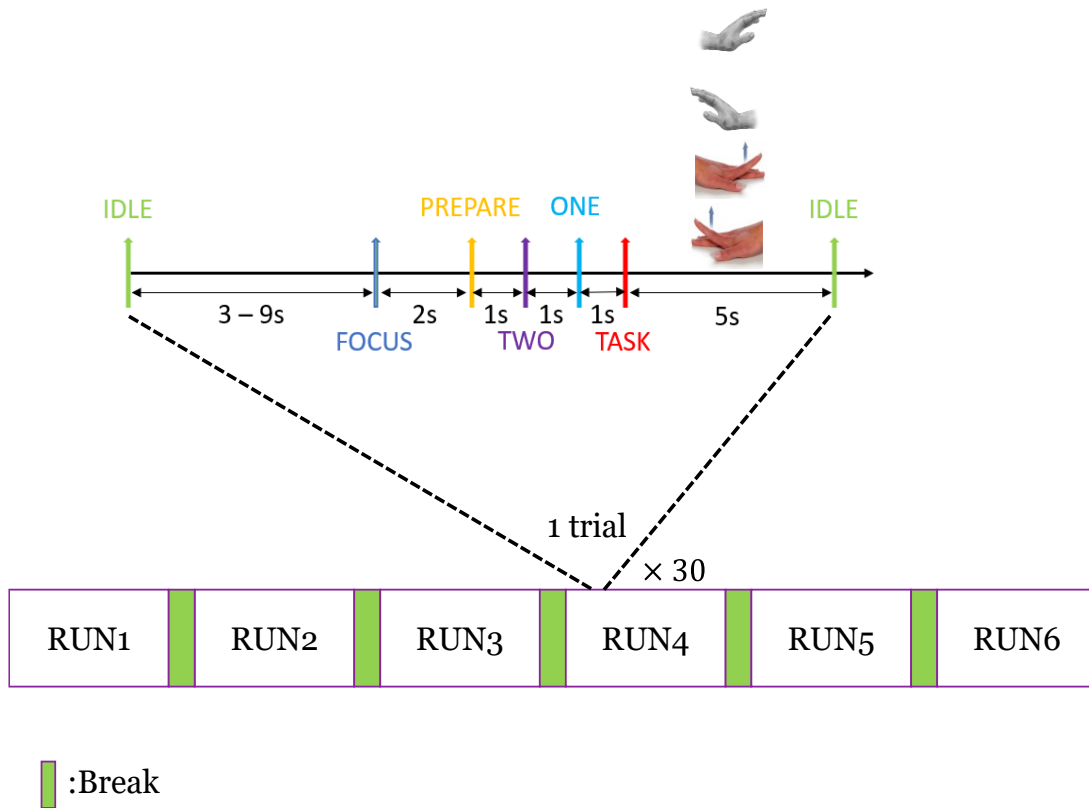 IDLE
PREPARE
ONE
IDLE
3 – 9s
2s
1s
1s
1s
5s
FOCUS
TWO
TASK
1 trial
× 30
RUN1
RUN2
RUN3
RUN4
RUN5
RUN6
:Break